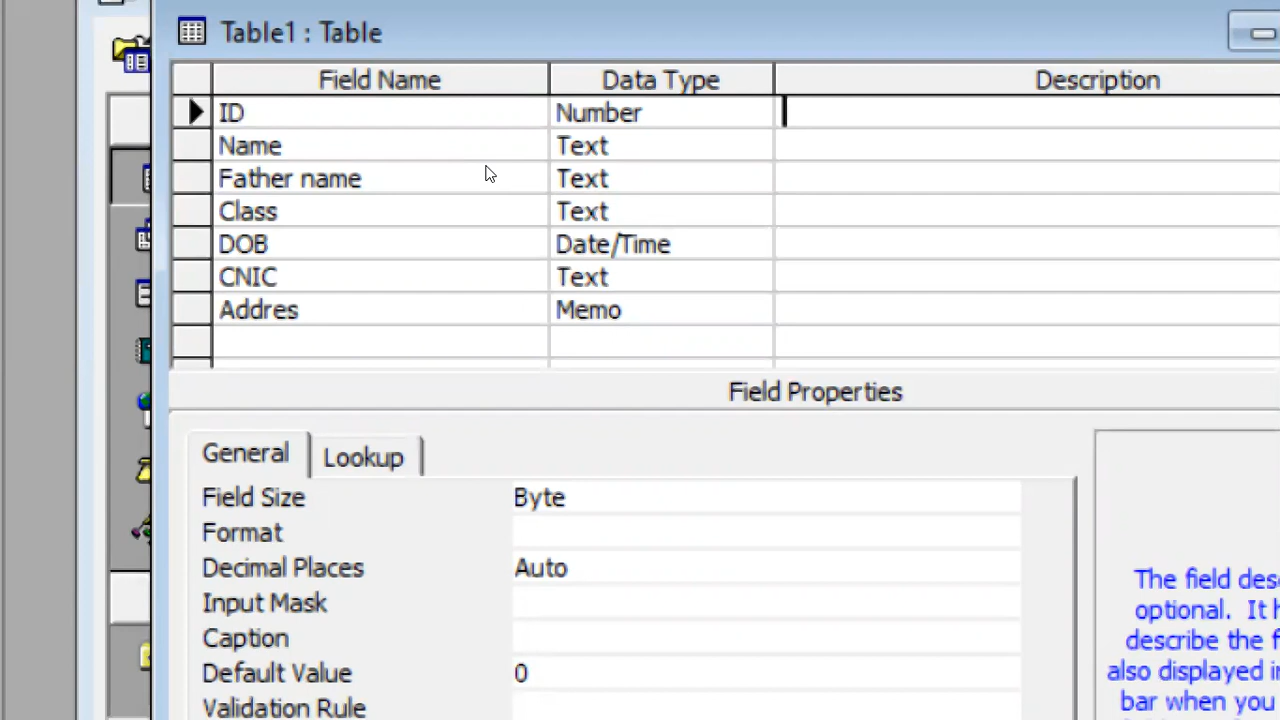 Table1 : Table
Field Name Data Type Description
ID Number
Name Text
Father name Text
Class Text
DOB Date/Time
CNIC Text
Addres Memo
Field Properties
General Lookup
Field Size Byte
Format
Decimal Places Auto
Input Mask
Caption
Default Value 0
Validation Rule
The field des
optional. It h
describe the f
also displayed in
bar when you